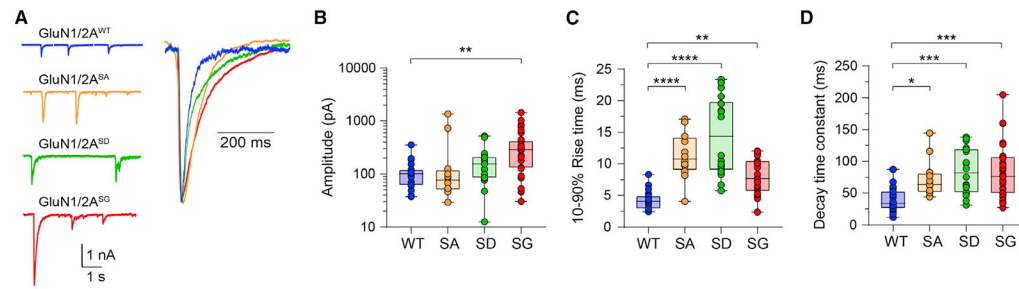 A
GluN1/2A^WT
GluN1/2A^SA
GluN1/2A^SD
GluN1/2A^SG
200 ms
1 nA
1 s
B
**
Amplitude (pA)
10000
1000
100
10
WT SA SD SG
C
**
****
****
10-90% Rise time (ms)
25
20
15
10
5
0
WT SA SD SG
D
***
***
*
Decay time constant (ms)
250
200
150
100
50
0
WT SA SD SG